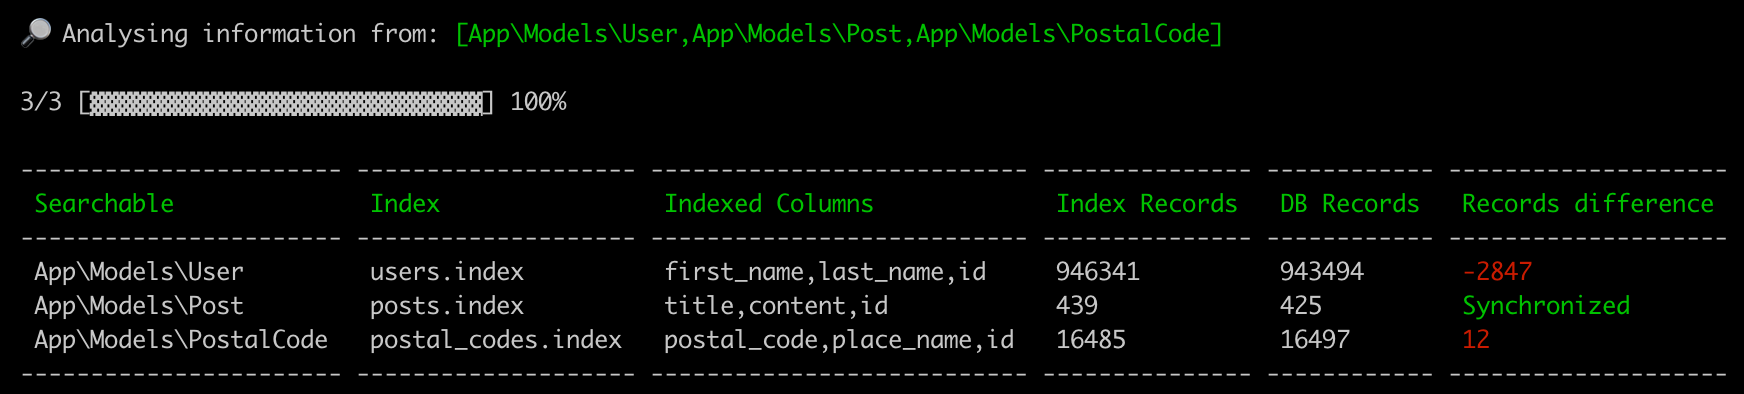 🔎 Analysing information from: [App\Models\User,App\Models\Post,App\Models\PostalCode]
3/3 [▓▓▓▓▓▓▓▓▓▓▓▓▓▓▓▓▓▓▓▓▓▓▓▓▓▓▓▓] 100%
----------------------- -------------------- --------------------------- --------------- ------------ --------------------
Searchable Index Indexed Columns Index Records DB Records Records difference
----------------------- -------------------- --------------------------- --------------- ------------ --------------------
App\Models\User users.index first_name,last_name,id 946341 943494 -2847
App\Models\Post posts.index title,content,id 439 425 Synchronized
App\Models\PostalCode postal_codes.index postal_code,place_name,id 16485 16497 12
----------------------- -------------------- --------------------------- --------------- ------------ --------------------